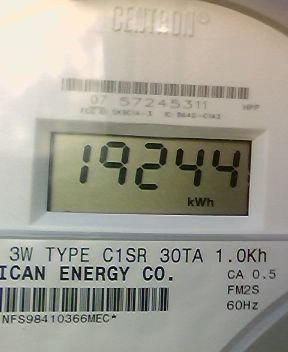 CENTRON®
07 57245311 HPP
19244
kWh
3W TYPE C1SR 30TA 1.0Kh
ICAN ENERGY CO.
CA 0.5
FM2S
60Hz
NFS98410366MEC*